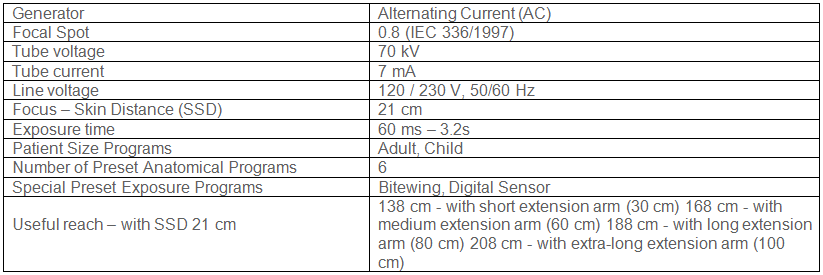 Generator Alternating Current (AC)
Focal Spot 0.8 (IEC 336/1997)
Tube voltage 70 kV
Tube current 7 mA
Line voltage 120 / 230 V, 50/60 Hz
Focus – Skin Distance (SSD) 21 cm
Exposure time 60 ms – 3.2s
Patient Size Programs Adult, Child
Number of Preset Anatomical Programs 6
Special Preset Exposure Programs Bitewing, Digital Sensor
Useful reach – with SSD 21 cm
138 cm - with short extension arm (30 cm) 168 cm - with
medium extension arm (60 cm) 188 cm - with long extension
arm (80 cm) 208 cm - with extra-long extension arm (100
cm)